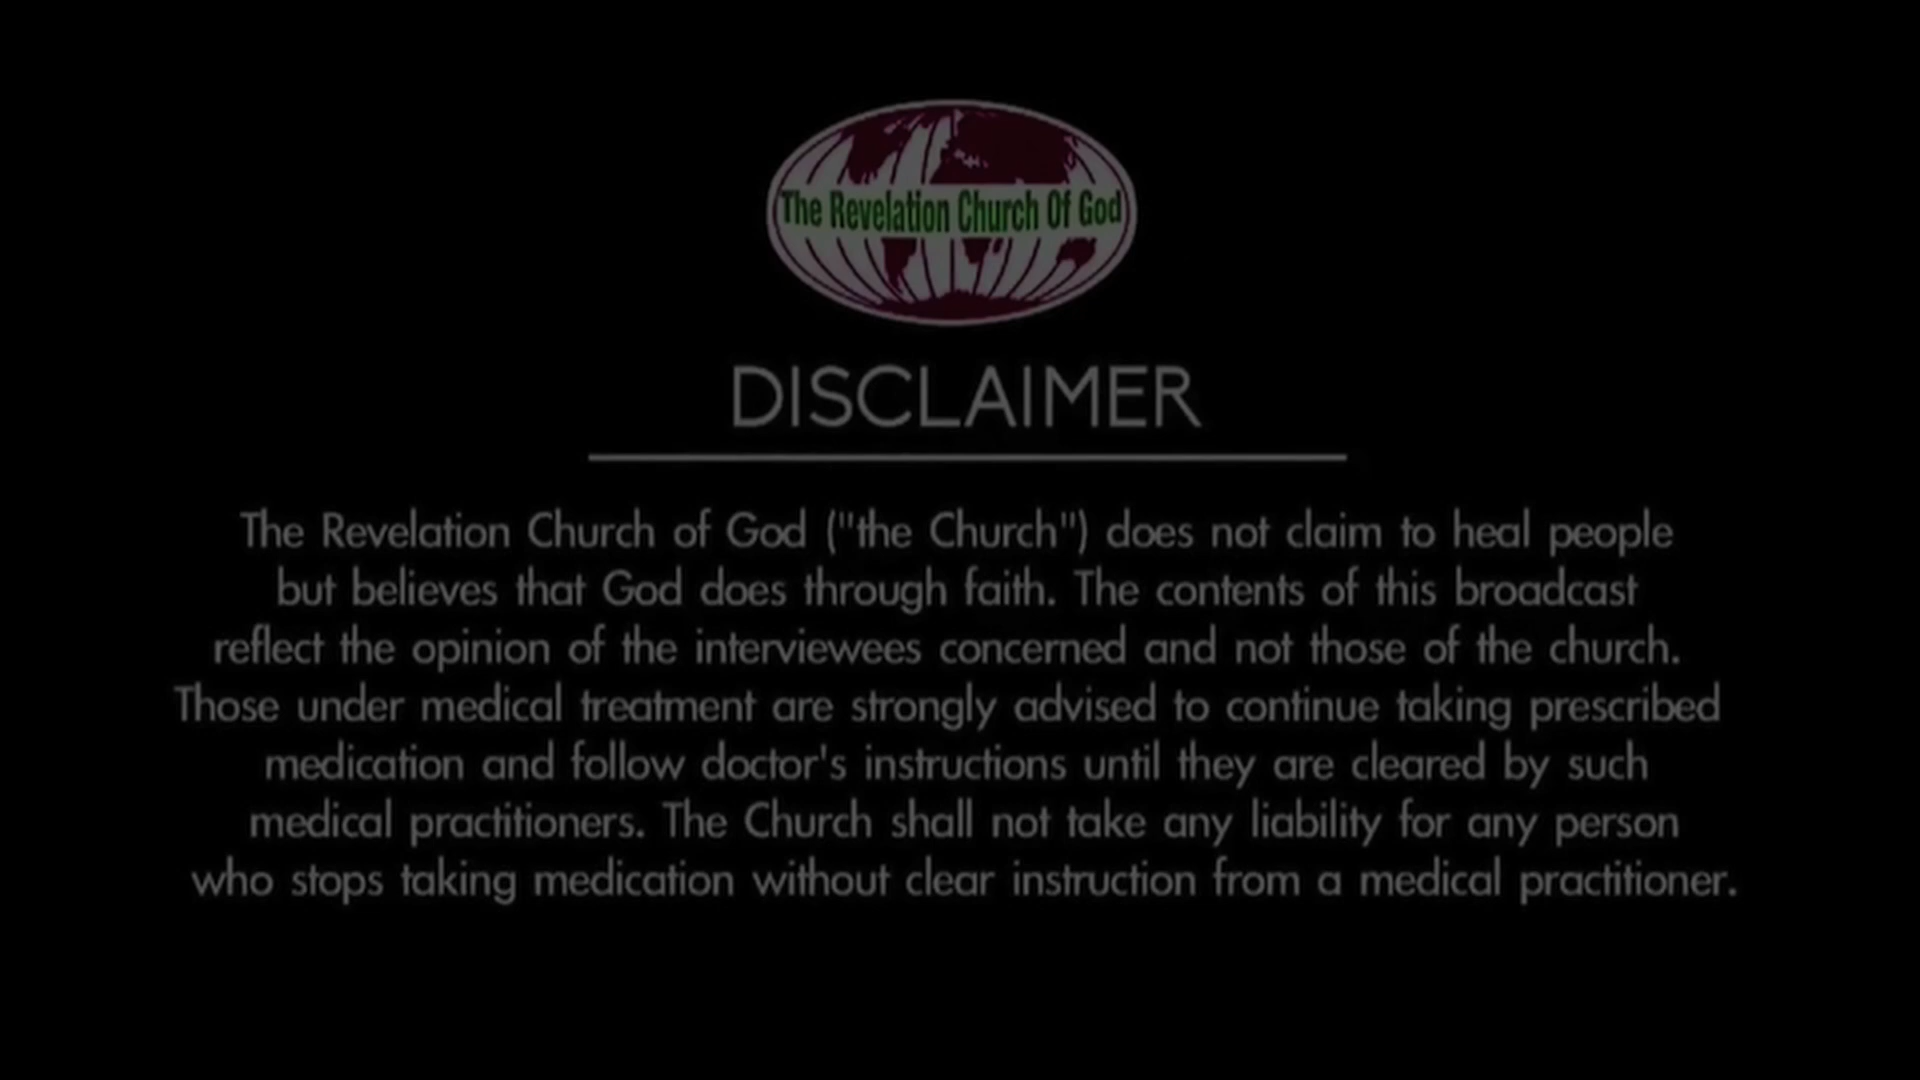 The Revelation Church Of God
DISCLAIMER
The Revelation Church of God ("the Church") does not claim to heal people
but believes that God does through faith. The contents of this broadcast
reflect the opinion of the interviewees concerned and not those of the church.
Those under medical treatment are strongly advised to continue taking prescribed
medication and follow doctor's instructions until they are cleared by such
medical practitioners. The Church shall not take any liability for any person
who stops taking medication without clear instruction from a medical practitioner.